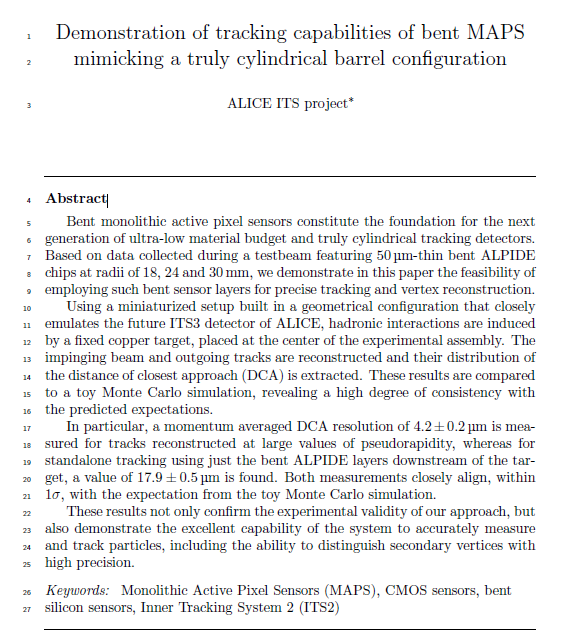 1 Demonstration of tracking capabilities of bent MAPS
2 mimicking a truly cylindrical barrel configuration
3 ALICE ITS project*
4 Abstract
5 Bent monolithic active pixel sensors constitute the foundation for the next
6 generation of ultra-low material budget and truly cylindrical tracking detectors.
7 Based on data collected during a testbeam featuring 50 µm-thin bent ALPIDE
8 chips at radii of 18, 24 and 30 mm, we demonstrate in this paper the feasibility of
9 employing such bent sensor layers for precise tracking and vertex reconstruction.
10 Using a miniaturized setup built in a geometrical configuration that closely
11 emulates the future ITS3 detector of ALICE, hadronic interactions are induced
12 by a fixed copper target, placed at the center of the experimental assembly. The
13 impinging beam and outgoing tracks are reconstructed and their distribution of
14 the distance of closest approach (DCA) is extracted. These results are compared
15 to a toy Monte Carlo simulation, revealing a high degree of consistency with
16 the predicted expectations.
17 In particular, a momentum averaged DCA resolution of 4.2 ± 0.2 µm is mea-
18 sured for tracks reconstructed at large values of pseudorapidity, whereas for
19 standalone tracking using just the bent ALPIDE layers downstream of the tar-
20 get, a value of 17.9 ± 0.5 µm is found. Both measurements closely align, within
21 1σ, with the expectation from the toy Monte Carlo simulation.
22 These results not only confirm the experimental validity of our approach, but
23 also demonstrate the excellent capability of the system to accurately measure
24 and track particles, including the ability to distinguish secondary vertices with
25 high precision.
26 Keywords: Monolithic Active Pixel Sensors (MAPS), CMOS sensors, bent
27 silicon sensors, Inner Tracking System 2 (ITS2)